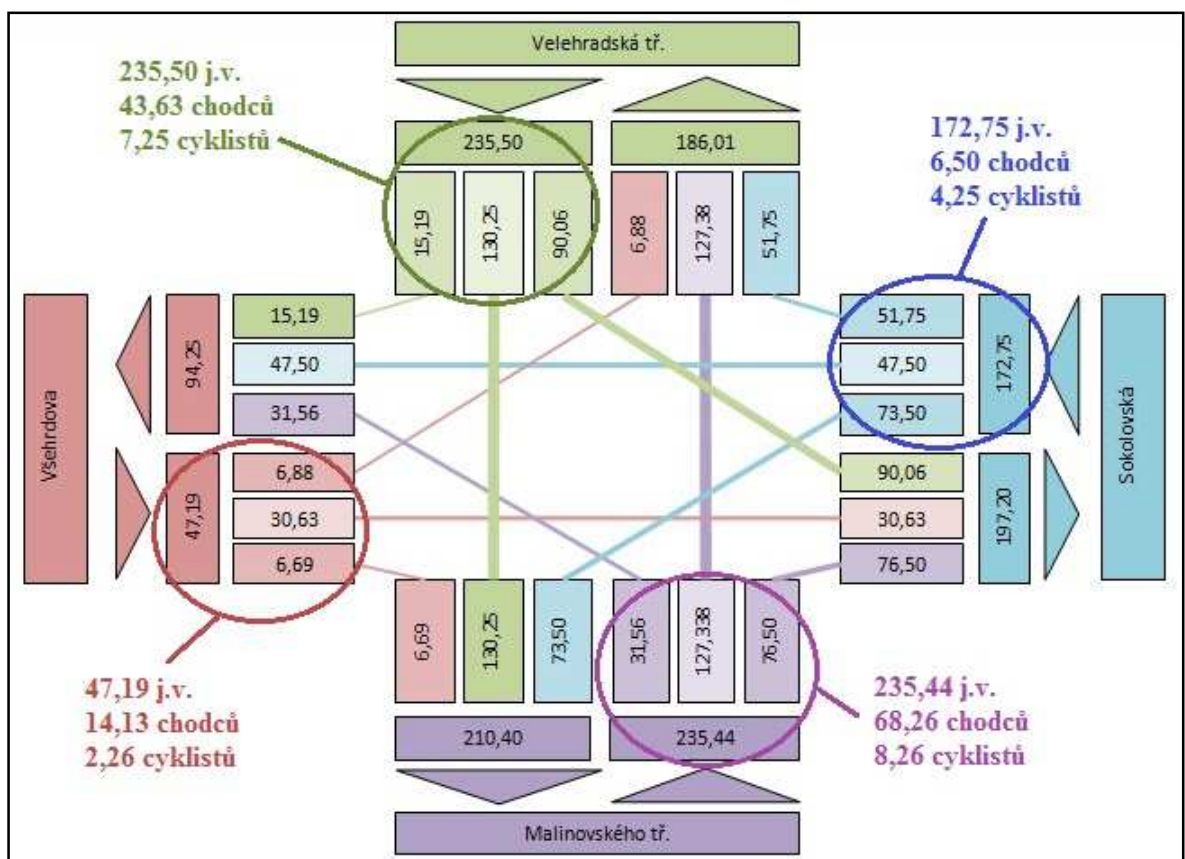 Velehradská tř.
235,50 j.v.
43,63 chodců
7,25 cyklistů
235,50
186,01
172,75 j.v.
6,50 chodců
4,25 cyklistů
15,19
130,25
90,06
6,88
127,38
51,75
Všehrdova
94,25
15,19
47,50
31,56
47,19
6,88
30,63
6,69
51,75
47,50
73,50
172,75
90,06
30,63
76,50
197,20
Sokolovská
6,69
130,25
73,50
31,56
127,338
76,50
210,40
235,44
47,19 j.v.
14,13 chodců
2,26 cyklistů
235,44 j.v.
68,26 chodců
8,26 cyklistů
Malinovského tř.